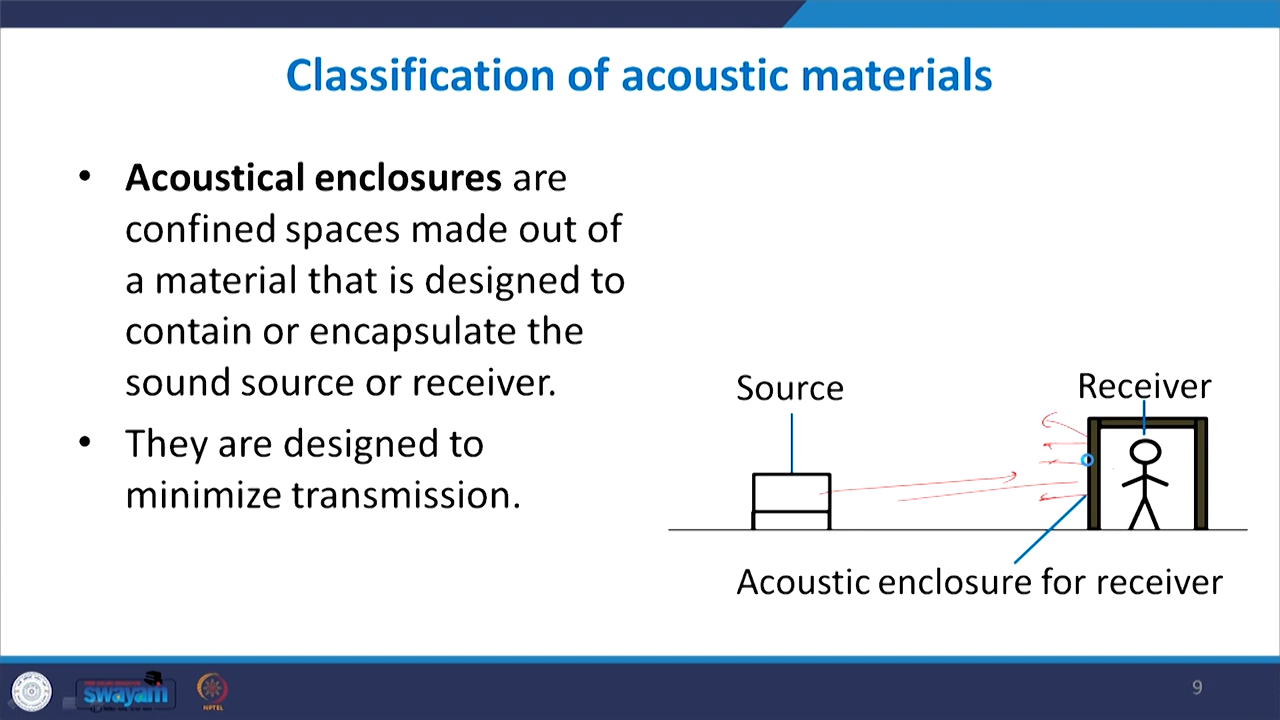 Classification of acoustic materials
• Acoustical enclosures are
confined spaces made out of
a material that is designed to
contain or encapsulate the
sound source or receiver.
• They are designed to
minimize transmission.
Source
Receiver
Acoustic enclosure for receiver
swayam
NPTEL
9